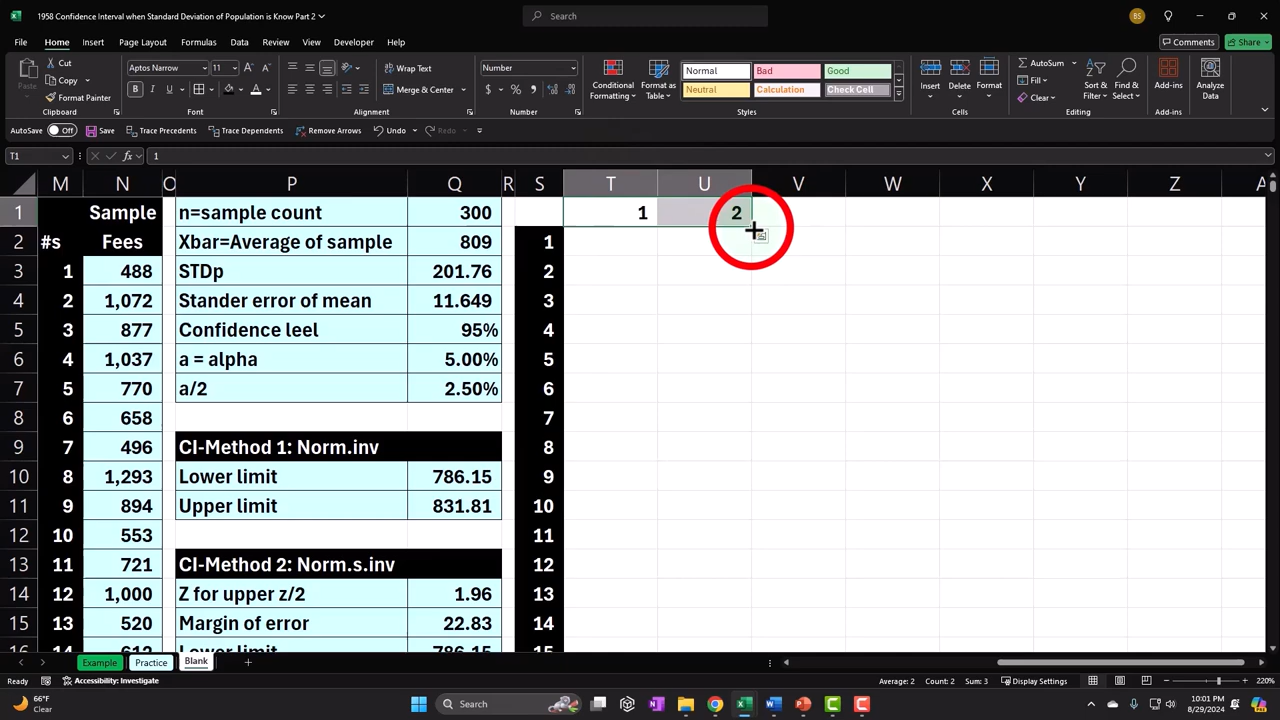 1958 Confidence Interval when Standard Deviation of Population is Know Part 2
Search
BS
File Home Insert Page Layout Formulas Data Review View Developer Help
Comments Share
Cut Aptos Narrow 11 Wrap Text Number Normal Bad Good AutoSum
Copy
Paste Format Painter Merge & Center Conditional Formatting Format as Table Neutral Calculation Check Cell Insert Delete Format Clear Sort & Filter Find & Select Add-ins Analyze Data
Clipboard Font Alignment Number Styles Cells Editing Add-ins
AutoSave Off Save Trace Precedents Trace Dependents Remove Arrows Undo Redo
T1 fx 1
M N O P Q R S T U V W X Y Z A
1 Sample n=sample count 300 1 2
2 #s Fees Xbar=Average of sample 809 1
3 1 488 STDp 201.76 2
4 2 1,072 Stander error of mean 11.649 3
5 3 877 Confidence leel 95% 4
6 4 1,037 a = alpha 5.00% 5
7 5 770 a/2 2.50% 6
8 6 658 7
9 7 496 CI-Method 1: Norm.inv 8
10 8 1,293 Lower limit 786.15 9
11 9 894 Upper limit 831.81 10
12 10 553 11
13 11 721 CI-Method 2: Norm.s.inv 12
14 12 1,000 Z for upper z/2 1.96 13
15 13 520 Margin of error 22.83 14
14 612 Lower limit 786.15 15
Example Practice Blank
Ready Accessibility: Investigate Average: 2 Count: 2 Sum: 3 Display Settings 220%
66°F
Clear
Search
10:01 PM
8/29/2024